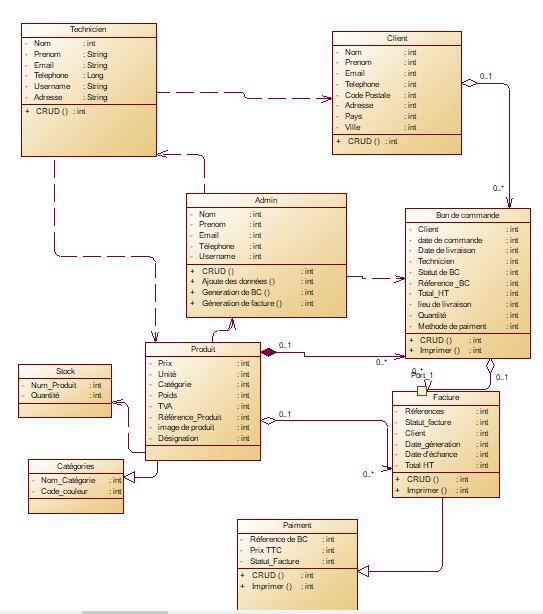 Technicien
- Nom : int
- Prenom : String
- Email : String
- Telephone : Long
- Username : String
- Adresse : String
+ CRUD () : int
Client
- Nom : int
- Prenom : int
- Email : int
- Telephone : int
- Code Postale : int
- Adresse : int
- Pays : int
- Ville : int
+ CRUD () : int
0..1
0..*
Admin
- Nom : int
- Prenom : int
- Email : int
- Télephone : int
- Username : int
+ CRUD () : int
+ Ajoute des données () : int
+ Generation de BC () : int
+ Géneration de facture () : int
Bon de commande
- Client : int
- date de commande : int
- Date de livraison : int
- Technicien : int
- Statut de BC : int
- Réference _BC : int
- Total_HT : int
- lieu de livraison : int
- Quantité : int
- Methode de paiment : int
+ CRUD () : int
+ Imprimer () : int
Produit
- Prix : int
- Unité : int
- Catégorie : int
- Poids : int
- TVA : int
- Référence_Produit : int
- image de produit : int
- Désignation : int
0..1
0..*
0..1
0..*
Stock
- Num_Produit : int
- Quantité : int
Catégories
- Nom_Catégorie : int
- Code_couleur : int
0..1
Port_1
Facture
- Réferences : int
- Statut_facture : int
- Client : int
- Date_géneration : int
- Date d'échance : int
- Total HT : int
+ CRUD () : int
+ Imprimer () : int
Paiment
- Réference de BC : int
- Prix TTC : int
- Statut_Facture : int
+ CRUD () : int
+ Imprimer () : int